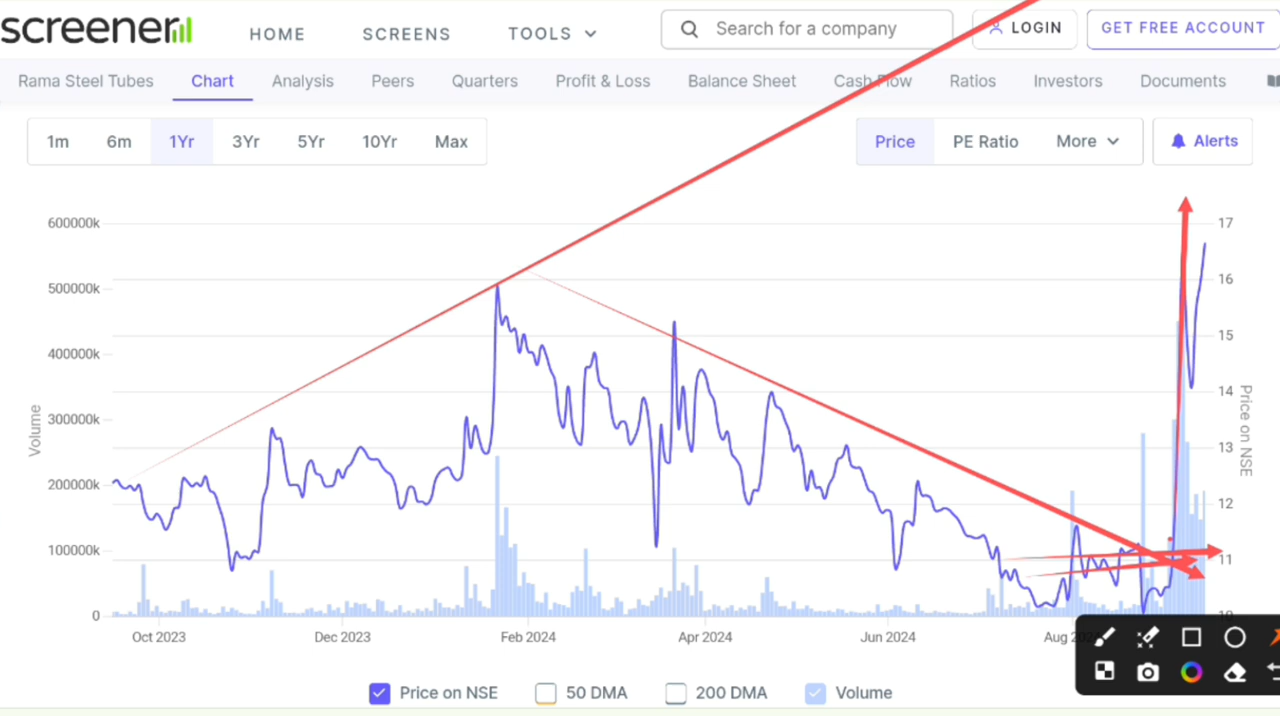 screener HOME SCREENS TOOLS Search for a company LOGIN GET FREE ACCOUNT
Rama Steel Tubes Chart Analysis Peers Quarters Profit & Loss Balance Sheet Cash Flow Ratios Investors Documents
1m 6m 1Yr 3Yr 5Yr 10Yr Max Price PE Ratio More Alerts
600000k 17
500000k 16
15
400000k
14
300000k
13
200000k
12
100000k
11
0 10
Volume
Price on NSE
Oct 2023 Dec 2023 Feb 2024 Apr 2024 Jun 2024 Aug
Price on NSE 50 DMA 200 DMA Volume